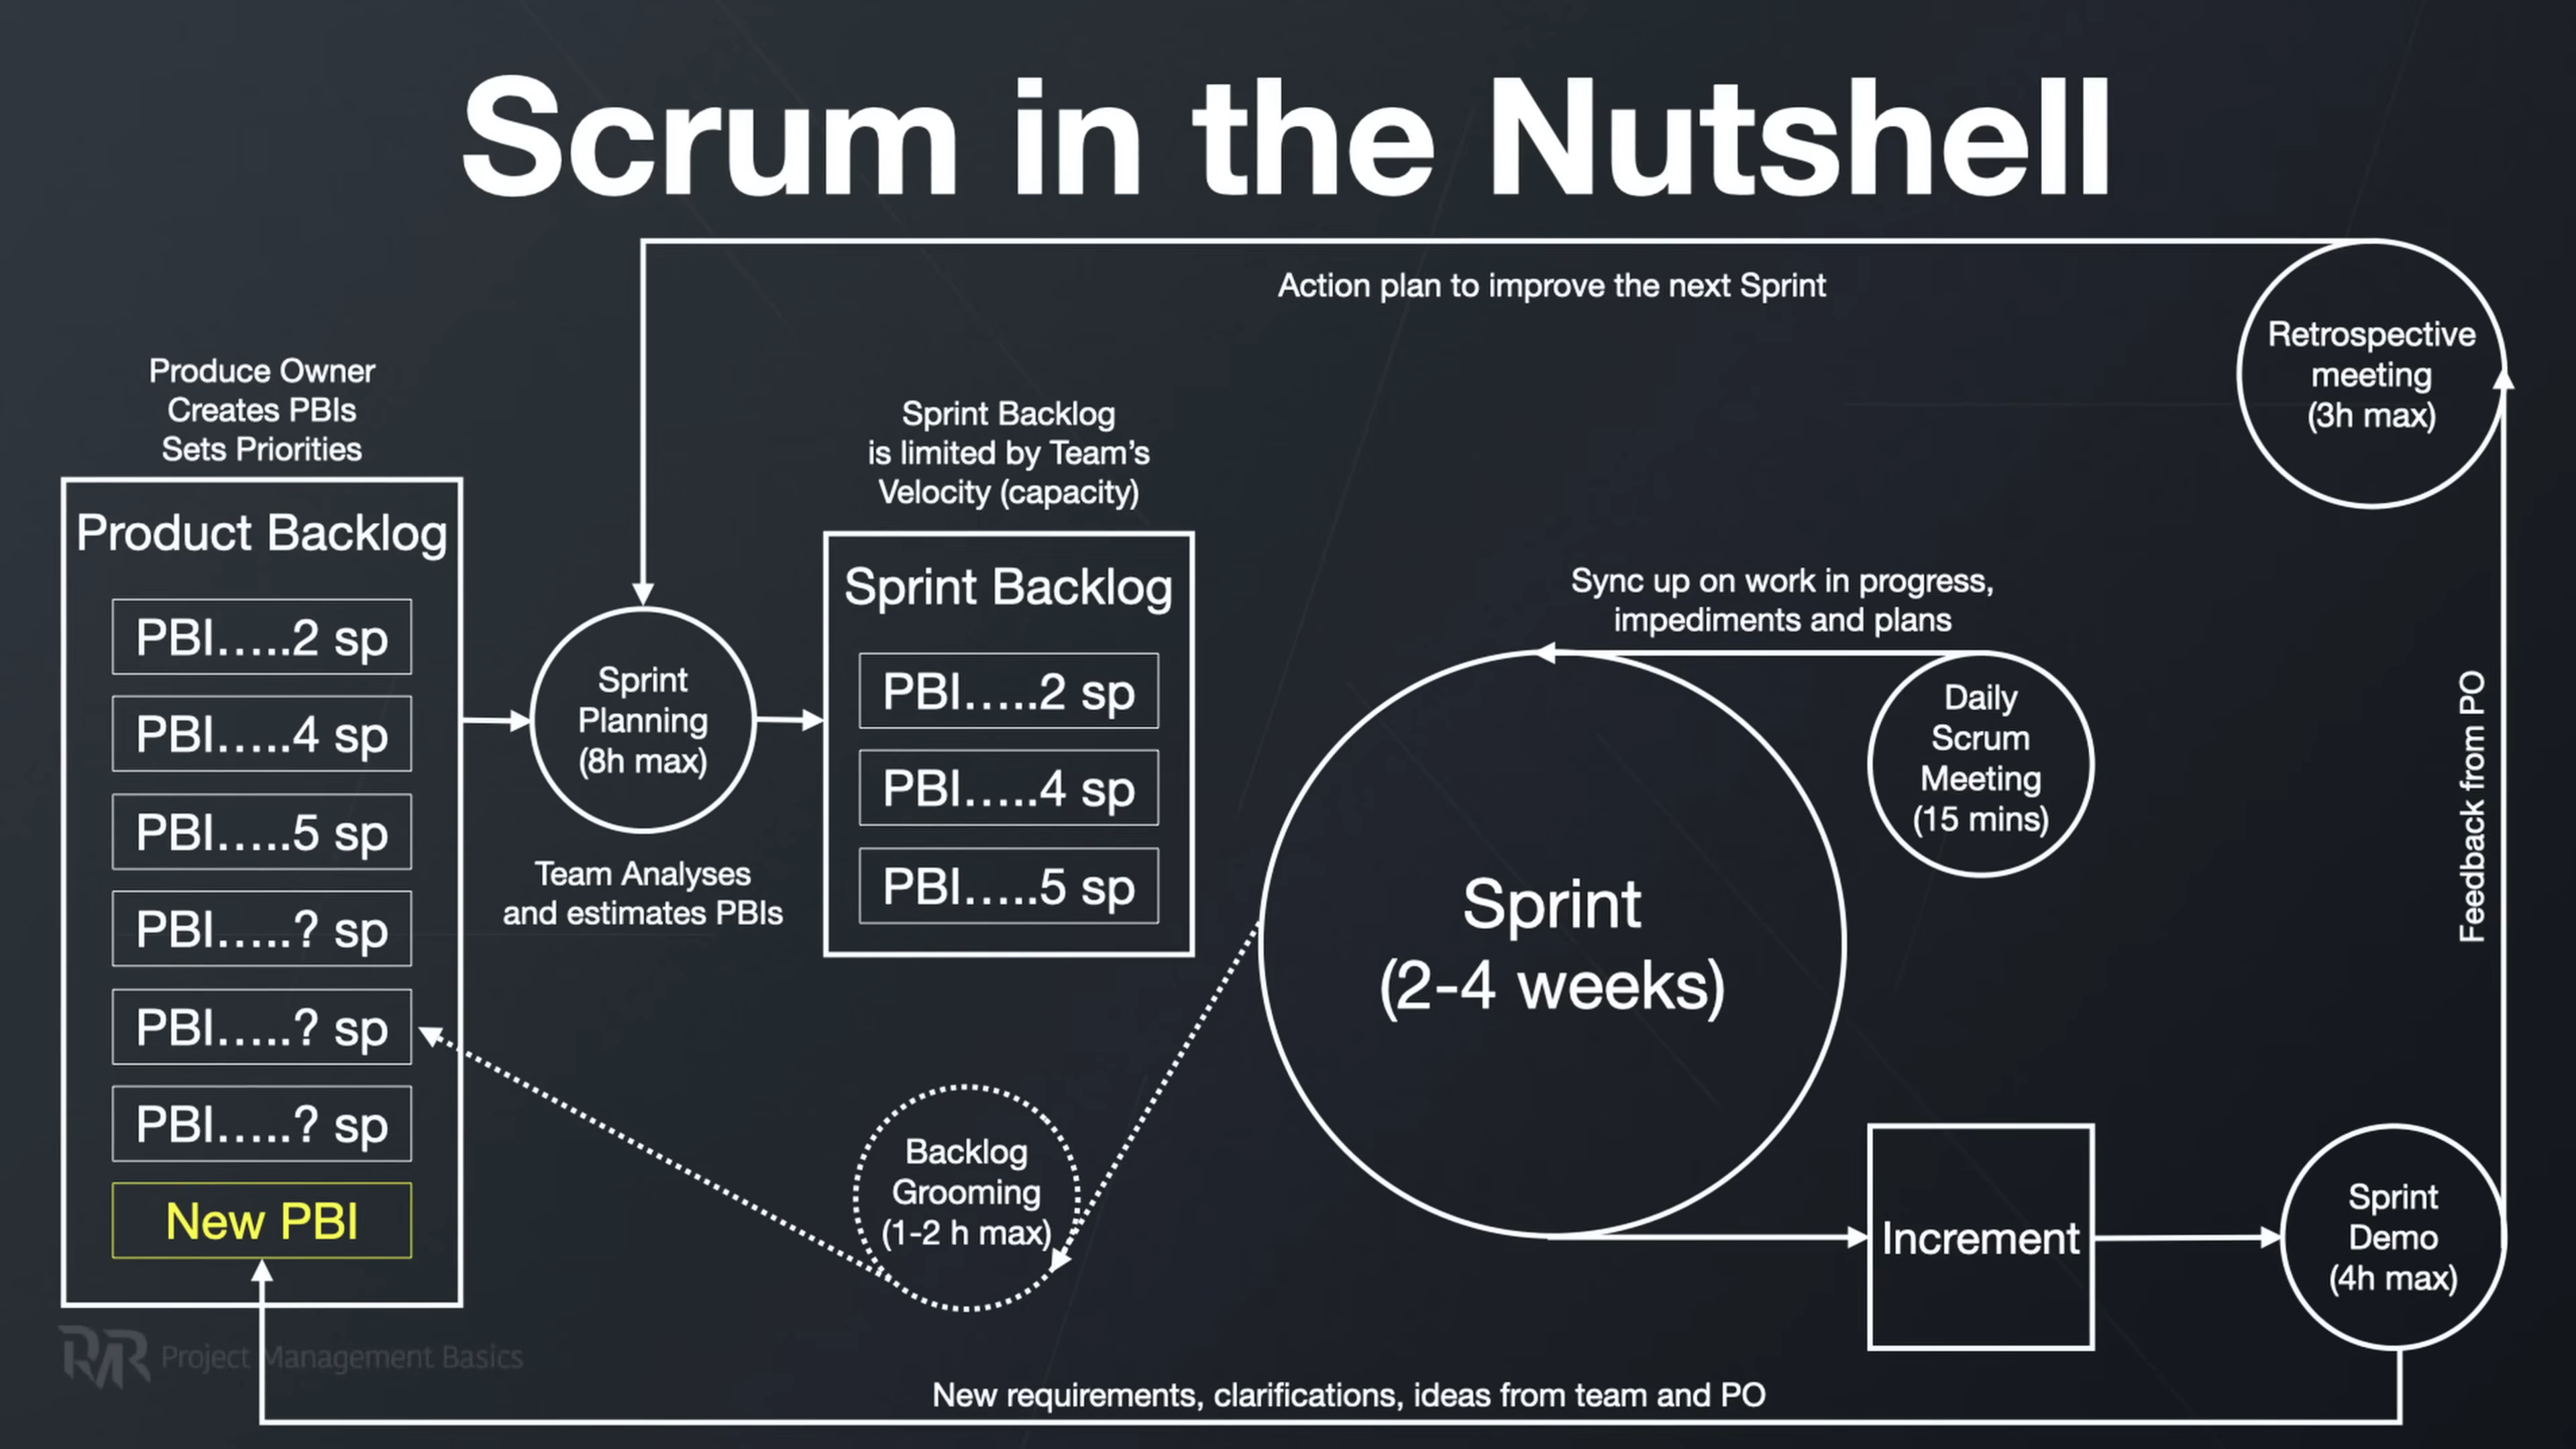 Scrum in the Nutshell
Action plan to improve the next Sprint
Retrospective
meeting
(3h max)
Produce Owner
Creates PBIs
Sets Priorities
Product Backlog
PBI.....2 sp
PBI.....4 sp
PBI.....5 sp
PBI.....? sp
PBI.....? sp
PBI.....? sp
New PBI
Sprint
Planning
(8h max)
Team Analyses
and estimates PBIs
Sprint Backlog
is limited by Team's
Velocity (capacity)
Sprint Backlog
PBI.....2 sp
PBI.....4 sp
PBI.....5 sp
Backlog
Grooming
(1-2 h max)
Sync up on work in progress,
impediments and plans
Daily
Scrum
Meeting
(15 mins)
Sprint
(2-4 weeks)
Increment
Sprint
Demo
(4h max)
Feedback from PO
New requirements, clarifications, ideas from team and PO
Project Management Basics